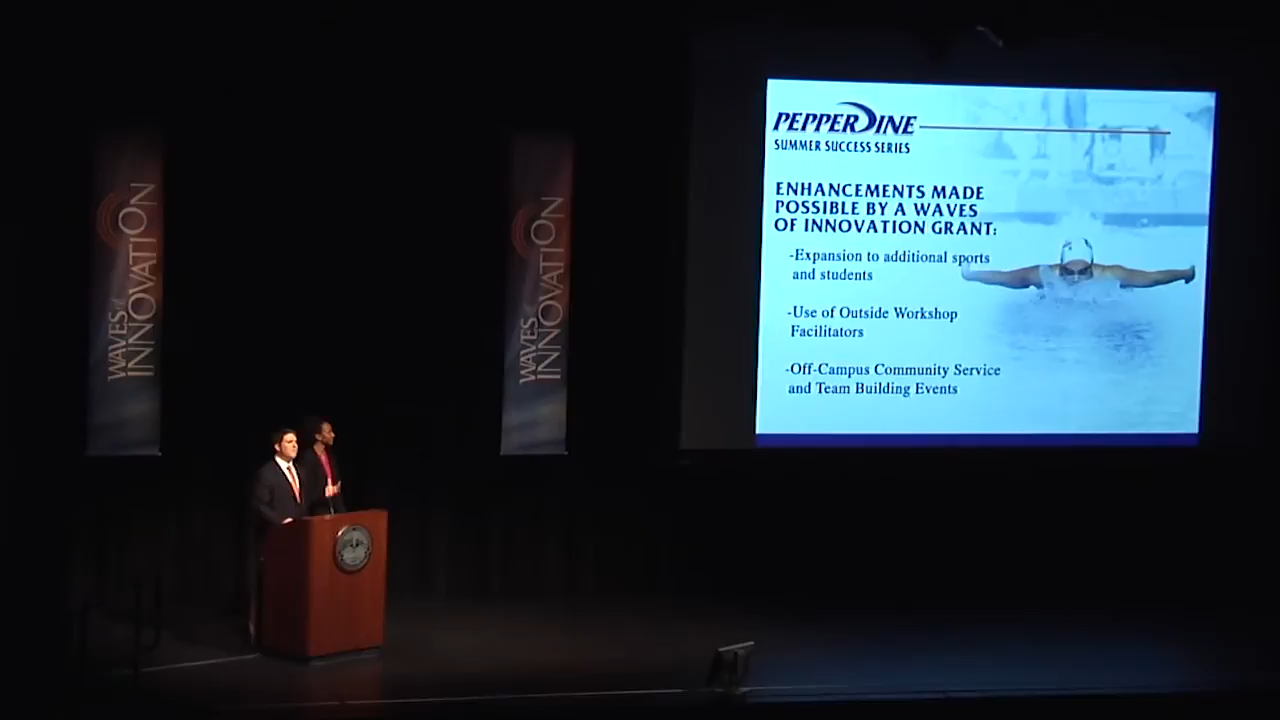 WAVES of
INNOVATION
WAVES of
INNOVATION
PEPPERDINE
SUMMER SUCCESS SERIES
ENHANCEMENTS MADE
POSSIBLE BY A WAVES
OF INNOVATION GRANT:
-Expansion to additional sports
and students
-Use of Outside Workshop
Facilitators
-Off-Campus Community Service
and Team Building Events